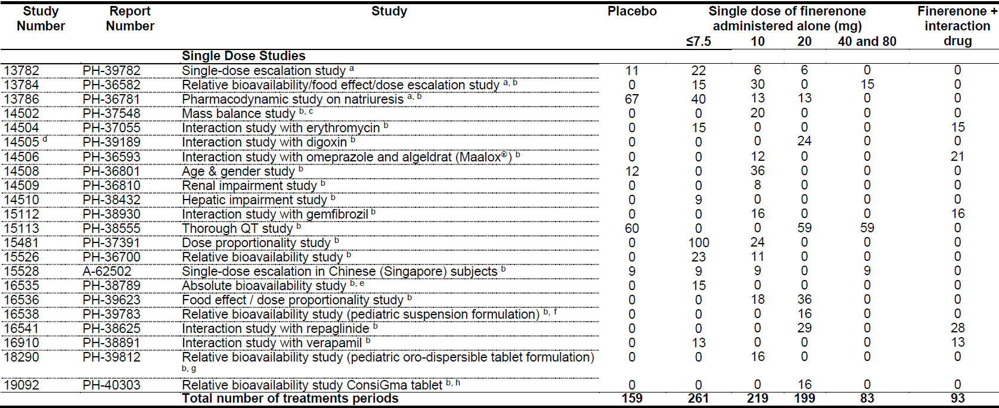 Study Report Study Placebo Single dose of finerenone Finerenone +
Number Number administered alone (mg) interaction
≤7.5 10 20 40 and 80 drug
Single Dose Studies
13782 PH-39782 Single-dose escalation study a 11 22 6 6 0 0
13784 PH-36582 Relative bioavailability/food effect/dose escalation study a, b 0 15 30 0 15 0
13786 PH-36781 Pharmacodynamic study on natriuresis a, b 67 40 13 13 0 0
14502 PH-37548 Mass balance study b, c 0 0 20 0 0 0
14504 PH-37055 Interaction study with erythromycin b 0 15 0 0 0 15
14505 d PH-39189 Interaction study with digoxin b 0 0 0 24 0 0
14506 PH-36593 Interaction study with omeprazole and algeldrat (Maalox®) b 0 0 12 0 0 21
14508 PH-36801 Age & gender study b 12 0 36 0 0 0
14509 PH-36810 Renal impairment study b 0 0 8 0 0 0
14510 PH-38432 Hepatic impairment study b 0 9 0 0 0 0
15112 PH-38930 Interaction study with gemfibrozil b 0 0 16 0 0 16
15113 PH-38555 Thorough QT study b 60 0 0 59 59 0
15481 PH-37391 Dose proportionality study b 0 100 24 0 0 0
15526 PH-36700 Relative bioavailability study b 0 23 11 0 0 0
15528 A-62502 Single-dose escalation in Chinese (Singapore) subjects b 9 9 9 0 9 0
16535 PH-38789 Absolute bioavailability study b, e 0 15 0 0 0 0
16536 PH-39623 Food effect / dose proportionality study b 0 0 18 36 0 0
16538 PH-39783 Relative bioavailability study (pediatric suspension formulation) b, f 0 0 0 16 0 0
16541 PH-38625 Interaction study with repaglinide b 0 0 0 29 0 28
16910 PH-38891 Interaction study with verapamil b 0 13 0 0 0 13
18290 PH-39812 Relative bioavailability study (pediatric oro-dispersible tablet formulation) 0 0 16 0 0 0
b, g
19092 PH-40303 Relative bioavailability study ConsiGma tablet b, h 0 0 0 16 0 0
Total number of treatments periods 159 261 219 199 83 93